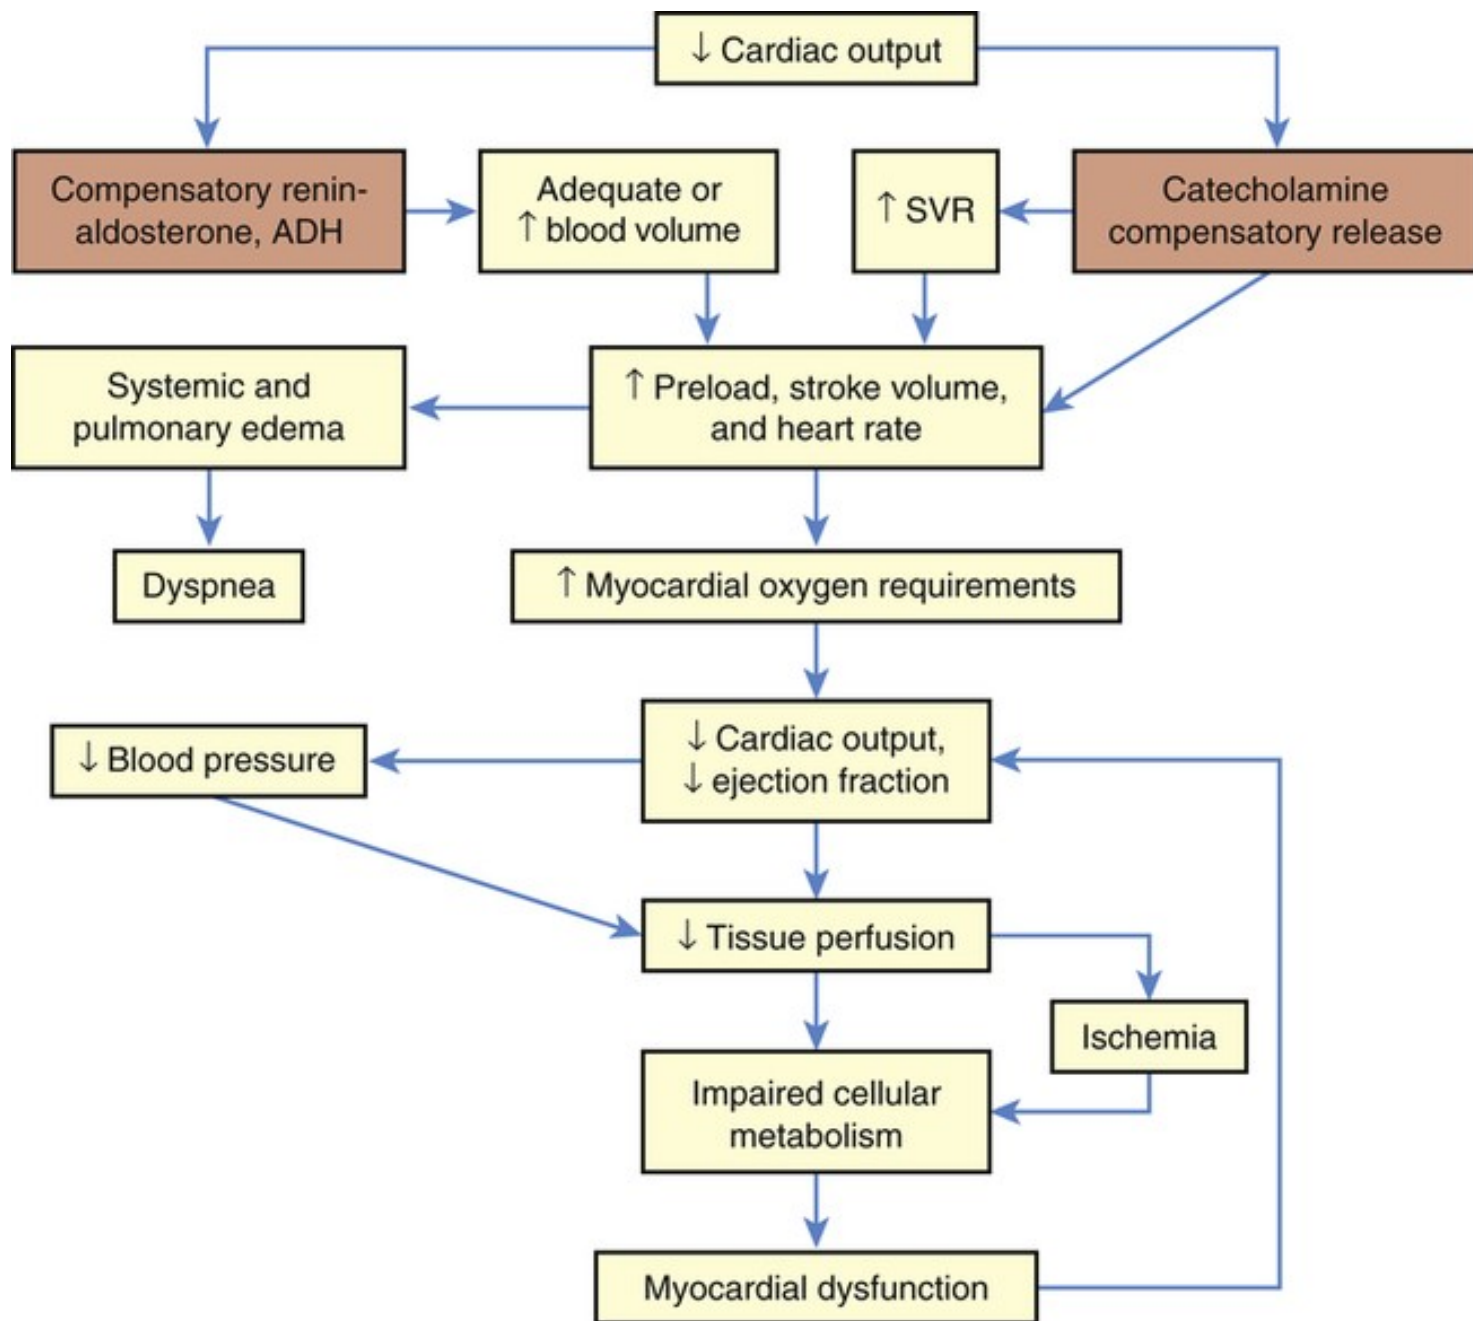 ↓ Cardiac output
Compensatory renin-
aldosterone, ADH
Adequate or
↑ blood volume
↑ SVR
Catecholamine
compensatory release
Systemic and
pulmonary edema
↑ Preload, stroke volume,
and heart rate
Dyspnea
↑ Myocardial oxygen requirements
↓ Blood pressure
↓ Cardiac output,
↓ ejection fraction
↓ Tissue perfusion
Ischemia
Impaired cellular
metabolism
Myocardial dysfunction